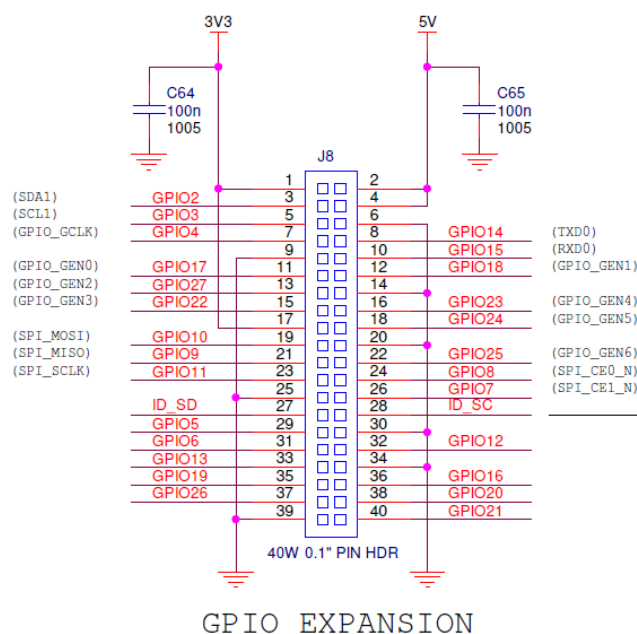 3V3 5V
C64 C65
100n 100n
1005 1005
J8
1 2
(SDA1) GPIO2 3 4
(SCL1) GPIO3 5 6
(GPIO_GCLK) GPIO4 7 8 GPIO14 (TXD0)
9 10 GPIO15 (RXD0)
(GPIO_GEN0) GPIO17 11 12 GPIO18 (GPIO_GEN1)
(GPIO_GEN2) GPIO27 13 14
(GPIO_GEN3) GPIO22 15 16 GPIO23 (GPIO_GEN4)
17 18 GPIO24 (GPIO_GEN5)
(SPI_MOSI) GPIO10 19 20
(SPI_MISO) GPIO9 21 22 GPIO25 (GPIO_GEN6)
(SPI_SCLK) GPIO11 23 24 GPIO8 (SPI_CE0_N)
25 26 GPIO7 (SPI_CE1_N)
ID_SD 27 28 ID_SC
GPIO5 29 30
GPIO6 31 32 GPIO12
GPIO13 33 34
GPIO19 35 36 GPIO16
GPIO26 37 38 GPIO20
39 40 GPIO21
40W 0.1" PIN HDR
GPIO EXPANSION